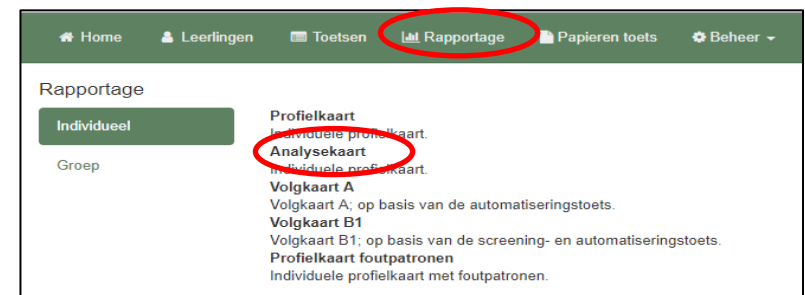 Home Leerlingen Toetsen Rapportage Papieren toets Beheer
Rapportage
Individueel
Groep
Profielkaart
Individuele profielkaart.
Analysekaart
Individuele profielkaart.
Volgkaart A
Volgkaart A; op basis van de automatiseringstoets.
Volgkaart B1
Volgkaart B1; op basis van de screening- en automatiseringstoets.
Profielkaart foutpatronen
Individuele profielkaart met foutpatronen.